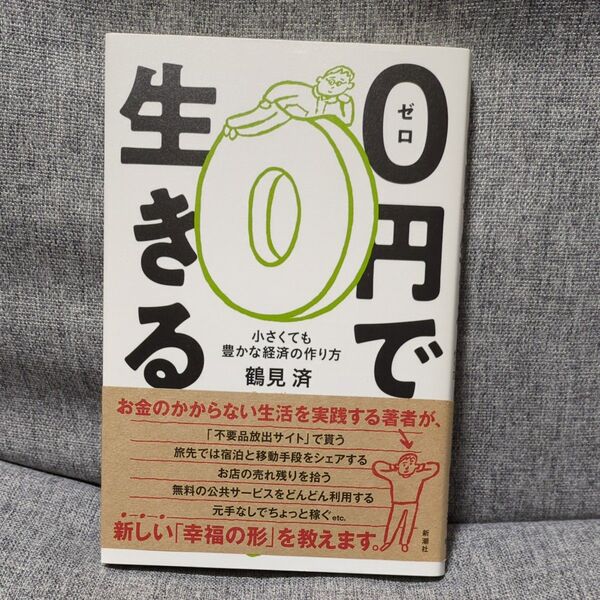 0円で
ゼロ
生きる
小さくても
豊かな経済の作り方
鶴見 済
お金のかからない生活を実践する著者が、
「不要品放出サイト」で貰う
旅先では宿泊と移動手段をシェアする
お店の売れ残りを拾う
無料の公共サービスをどんどん利用する
元手なしでちょっと稼ぐetc.
新しい「幸福の形」を教えます。
新潮社